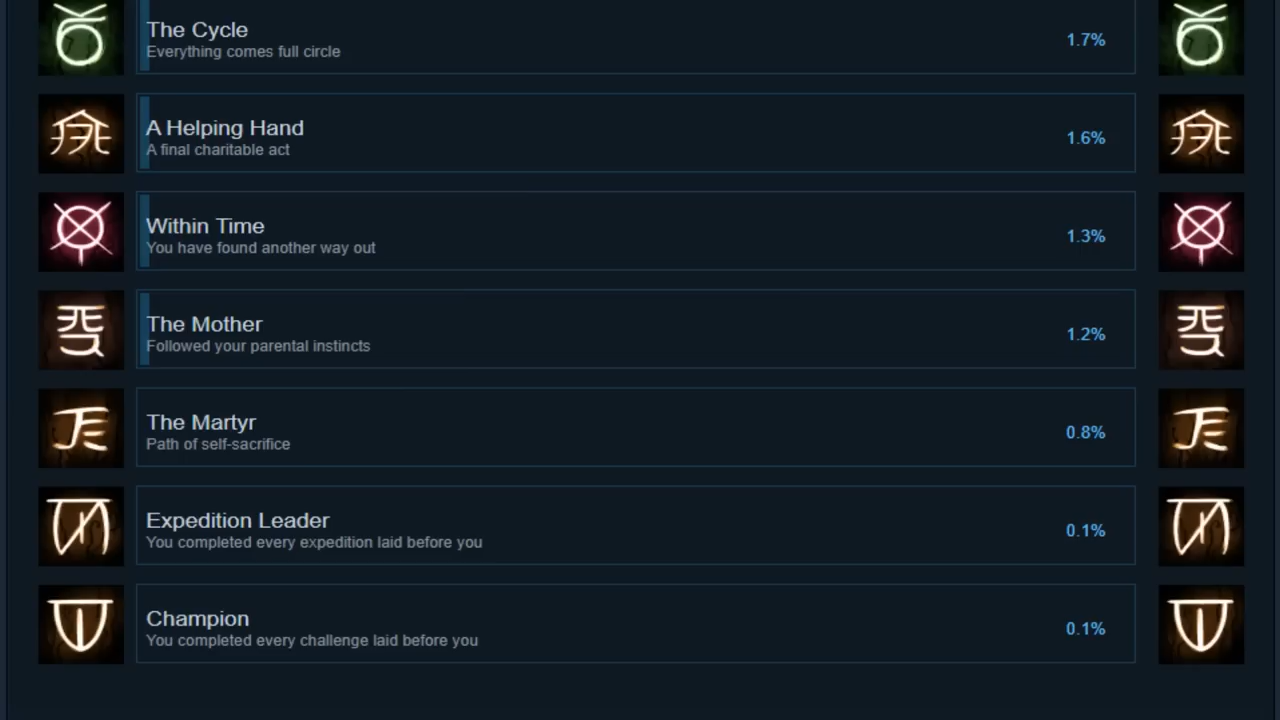 The Cycle
Everything comes full circle
1.7%
A Helping Hand
A final charitable act
1.6%
Within Time
You have found another way out
1.3%
The Mother
Followed your parental instincts
1.2%
The Martyr
Path of self-sacrifice
0.8%
Expedition Leader
You completed every expedition laid before you
0.1%
Champion
You completed every challenge laid before you
0.1%